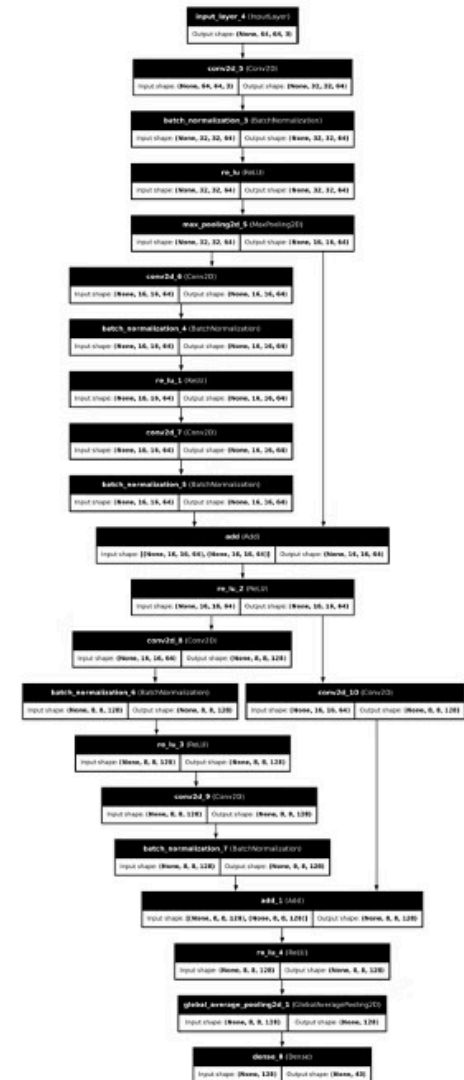 input_layer_4 (InputLayer)
Output shape: (None, 64, 64, 3)
conv2d_5 (Conv2D)
Input shape: (None, 64, 64, 3) Output shape: (None, 32, 32, 64)
batch_normalization_3 (BatchNormalization)
Input shape: (None, 32, 32, 64) Output shape: (None, 32, 32, 64)
re_lu (ReLU)
Input shape: (None, 32, 32, 64) Output shape: (None, 32, 32, 64)
max_pooling2d_5 (MaxPooling2D)
Input shape: (None, 32, 32, 64) Output shape: (None, 16, 16, 64)
conv2d_6 (Conv2D)
Input shape: (None, 16, 16, 64) Output shape: (None, 16, 16, 64)
batch_normalization_4 (BatchNormalization)
Input shape: (None, 16, 16, 64) Output shape: (None, 16, 16, 64)
re_lu_1 (ReLU)
Input shape: (None, 16, 16, 64) Output shape: (None, 16, 16, 64)
conv2d_7 (Conv2D)
Input shape: (None, 16, 16, 64) Output shape: (None, 16, 16, 64)
batch_normalization_5 (BatchNormalization)
Input shape: (None, 16, 16, 64) Output shape: (None, 16, 16, 64)
add (Add)
Input shape: [(None, 16, 16, 64), (None, 16, 16, 64)] Output shape: (None, 16, 16, 64)
re_lu_2 (ReLU)
Input shape: (None, 16, 16, 64) Output shape: (None, 16, 16, 64)
conv2d_8 (Conv2D)
Input shape: (None, 16, 16, 64) Output shape: (None, 8, 8, 128)
batch_normalization_6 (BatchNormalization) conv2d_10 (Conv2D)
Input shape: (None, 8, 8, 128) Output shape: (None, 8, 8, 128) Input shape: (None, 16, 16, 64) Output shape: (None, 8, 8, 128)
re_lu_3 (ReLU)
Input shape: (None, 8, 8, 128) Output shape: (None, 8, 8, 128)
conv2d_9 (Conv2D)
Input shape: (None, 8, 8, 128) Output shape: (None, 8, 8, 128)
batch_normalization_7 (BatchNormalization)
Input shape: (None, 8, 8, 128) Output shape: (None, 8, 8, 128)
add_1 (Add)
Input shape: [(None, 8, 8, 128), (None, 8, 8, 128)] Output shape: (None, 8, 8, 128)
re_lu_4 (ReLU)
Input shape: (None, 8, 8, 128) Output shape: (None, 8, 8, 128)
global_average_pooling2d_1 (GlobalAveragePooling2D)
Input shape: (None, 8, 8, 128) Output shape: (None, 128)
dense_8 (Dense)
Input shape: (None, 128) Output shape: (None, 43)